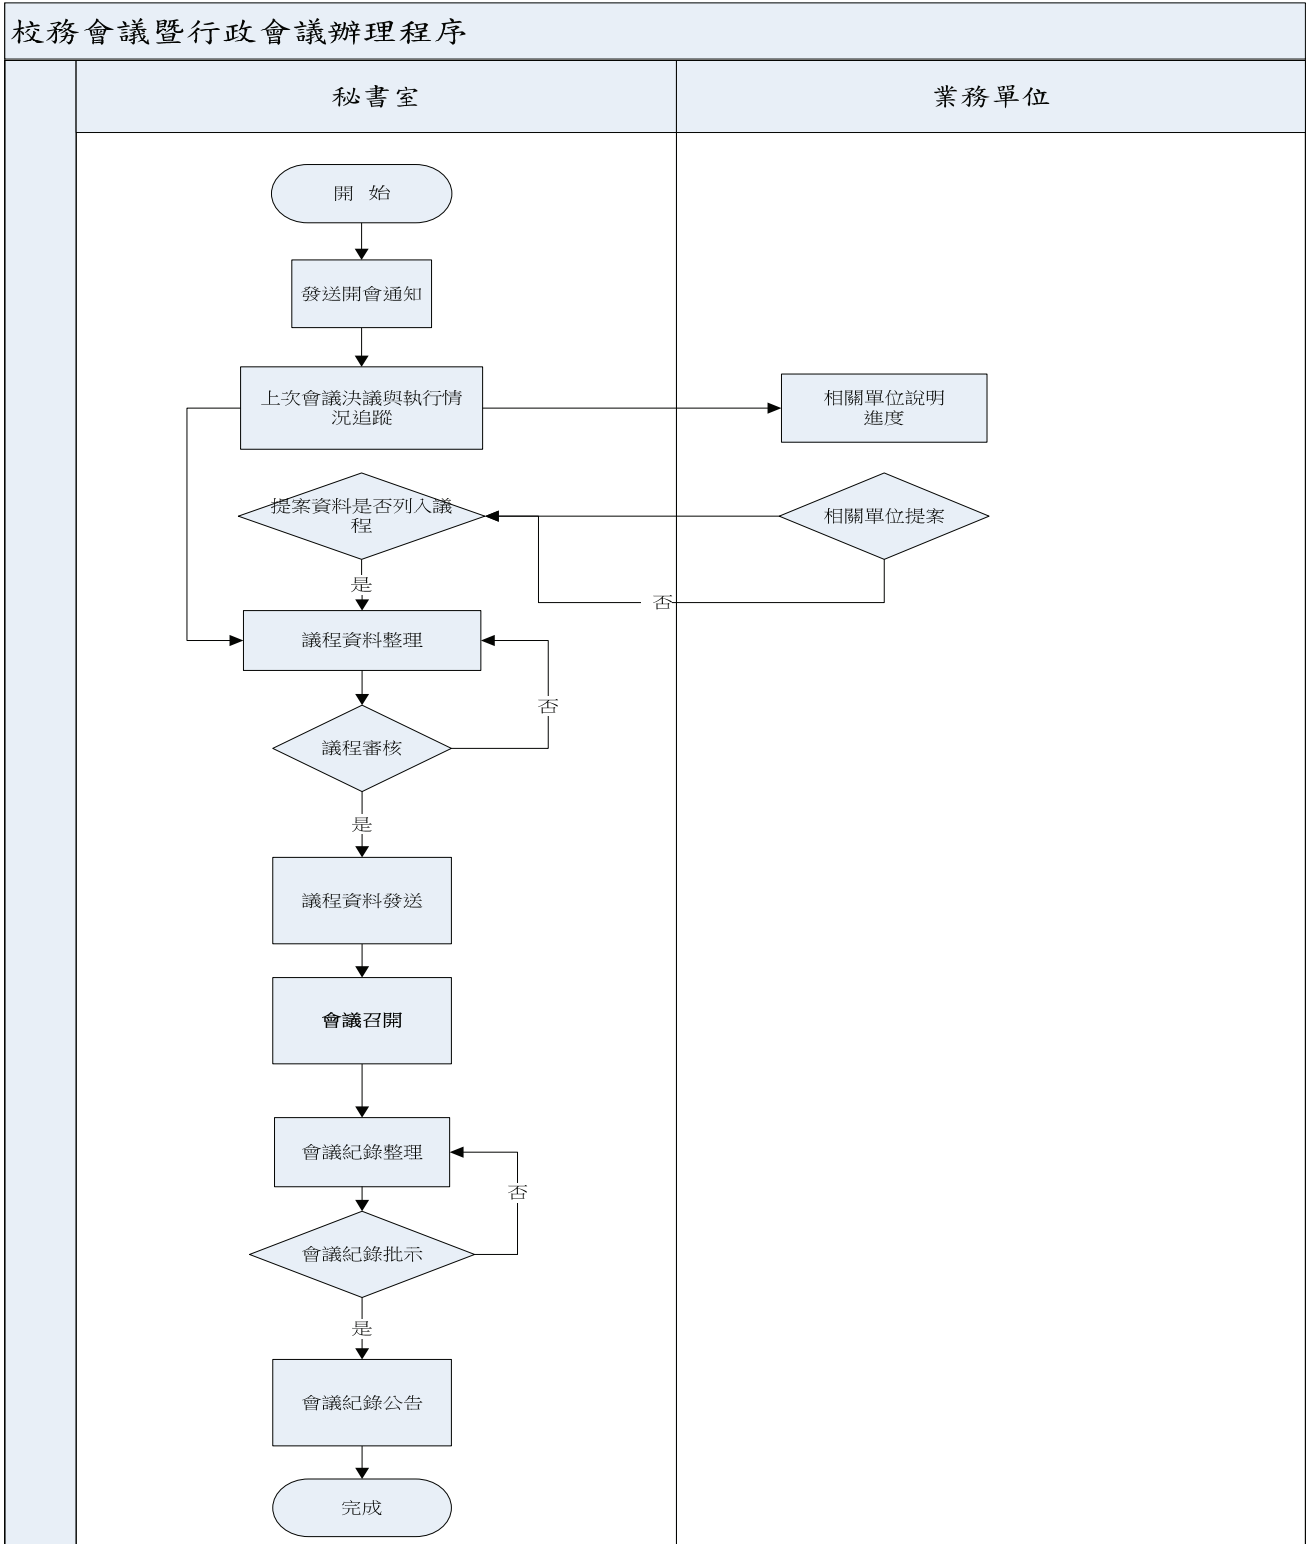 校務會議暨行政會議辦理程序
秘書室
業務單位
開 始
發送開會通知
上次會議決議與執行情
況追蹤
相關單位說明
進度
提案資料是否列入議
程
相關單位提案
是
否
議程資料整理
否
議程審核
是
議程資料發送
會議召開
會議紀錄整理
否
會議紀錄批示
是
會議紀錄公告
完成